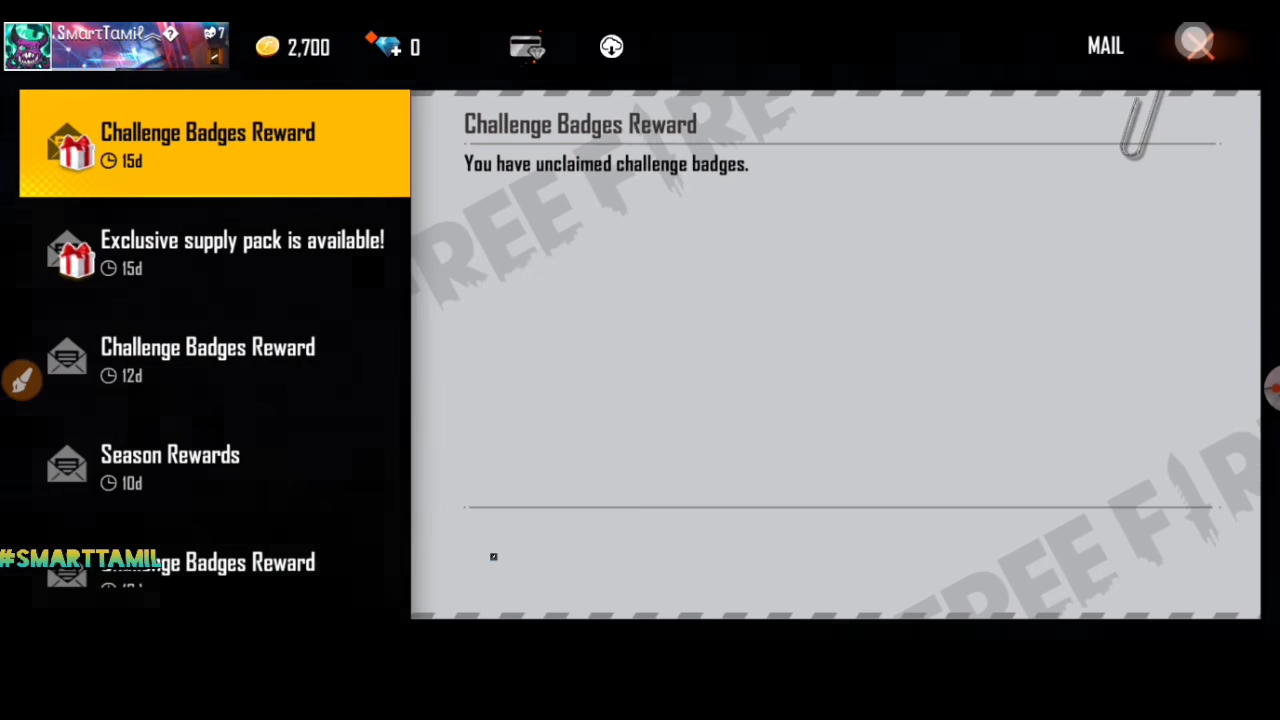 SmartTamil
7
2,700
0
MAIL
Challenge Badges Reward
15d
Exclusive supply pack is available!
15d
Challenge Badges Reward
12d
Season Rewards
10d
#SMARTTAMIL
Badges Reward
Challenge Badges Reward
You have unclaimed challenge badges.
FREE FIRE
FREE FIRE